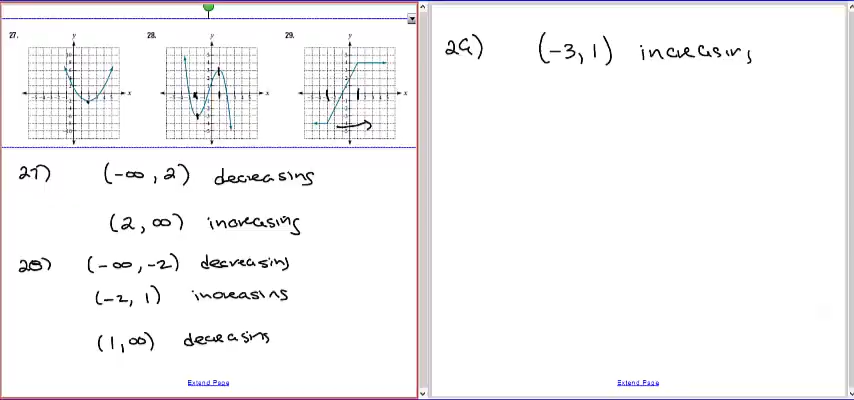 27.
28.
29.
27) (-∞, 2) decreasing
(2, ∞) increasing
28) (-∞, -2) decreasing
(-2, 1) increasing
(1, ∞) decreasing
Extend Page
29) (-3, 1) increasing
Extend Page